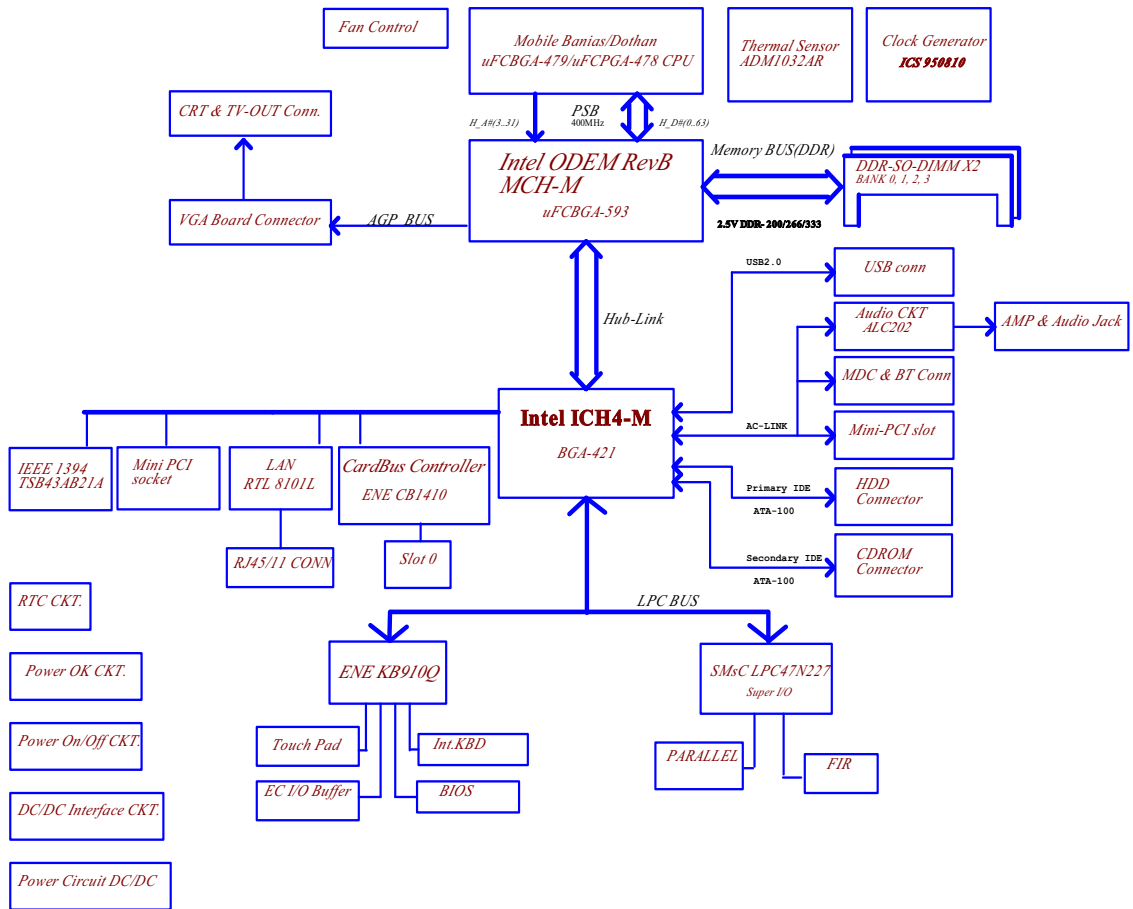 Fan Control
Mobile Banias/Dothan
uFCBGA-479/uFCPGA-478 CPU
Thermal Sensor
ADM1032AR
Clock Generator
ICS 950810
CRT & TV-OUT Conn.
H_A#(3..31)
PSB
400MHz
H_D#(0..63)
Intel ODEM RevB
MCH-M
uFCBGA-593
Memory BUS(DDR)
2.5V DDR- 200/266/333
DDR-SO-DIMM X2
BANK 0, 1, 2, 3
VGA Board Connector
AGP BUS
Hub-Link
USB2.0
USB conn
Audio CKT
ALC202
AMP & Audio Jack
MDC & BT Conn
Intel ICH4-M
BGA-421
AC-LINK
Mini-PCI slot
Primary IDE
ATA-100
HDD
Connector
Secondary IDE
ATA-100
CDROM
Connector
IEEE 1394
TSB43AB21A
Mini PCI
socket
LAN
RTL 8101L
CardBus Controller
ENE CB1410
RJ45/11 CONN
Slot 0
LPC BUS
RTC CKT.
Power OK CKT.
Power On/Off CKT.
DC/DC Interface CKT.
Power Circuit DC/DC
ENE KB910Q
Touch Pad
Int.KBD
EC I/O Buffer
BIOS
SMsC LPC47N227
Super I/O
PARALLEL
FIR